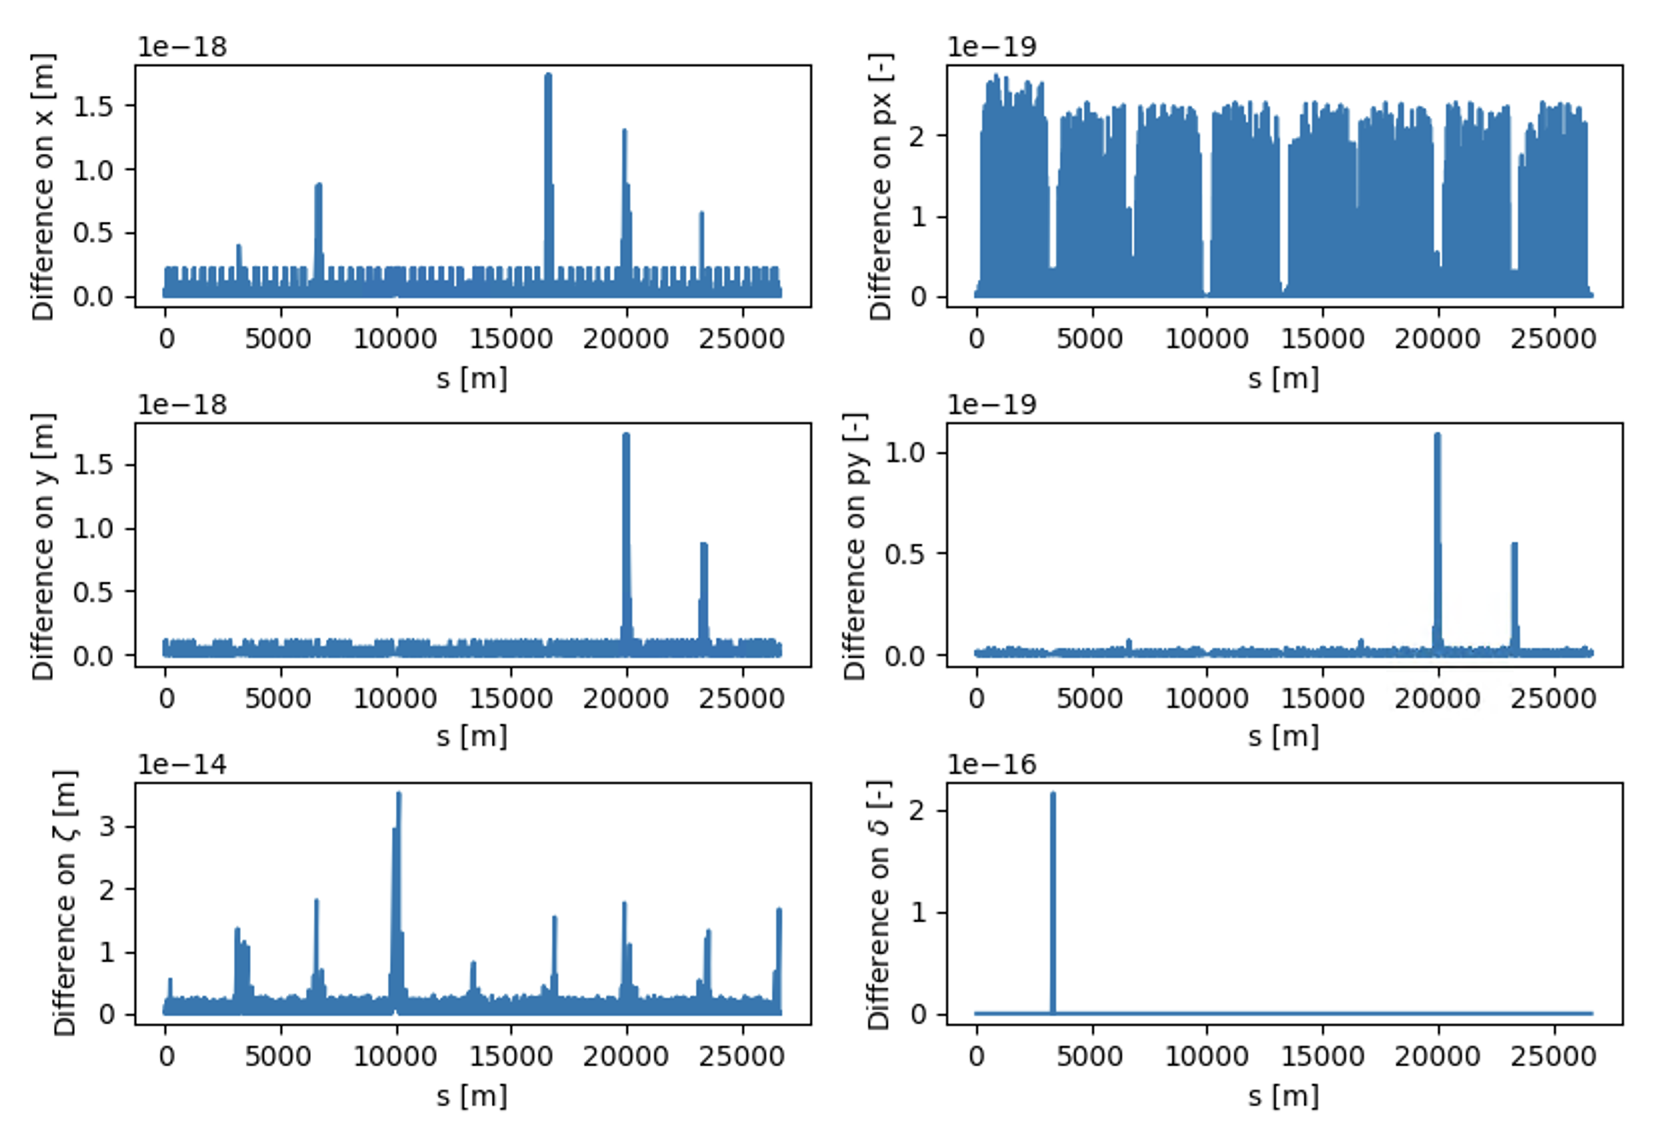 1e−18
Difference on x [m]
1.5
1.0
0.5
0.0
0 5000 10000 15000 20000 25000
s [m]
1e−19
Difference on px [-]
2
1
0
0 5000 10000 15000 20000 25000
s [m]
1e−18
Difference on y [m]
1.5
1.0
0.5
0.0
0 5000 10000 15000 20000 25000
s [m]
1e−19
Difference on py [-]
1.0
0.5
0.0
0 5000 10000 15000 20000 25000
s [m]
1e−14
Difference on ζ [m]
3
2
1
0
0 5000 10000 15000 20000 25000
s [m]
1e−16
Difference on δ [-]
2
1
0
0 5000 10000 15000 20000 25000
s [m]